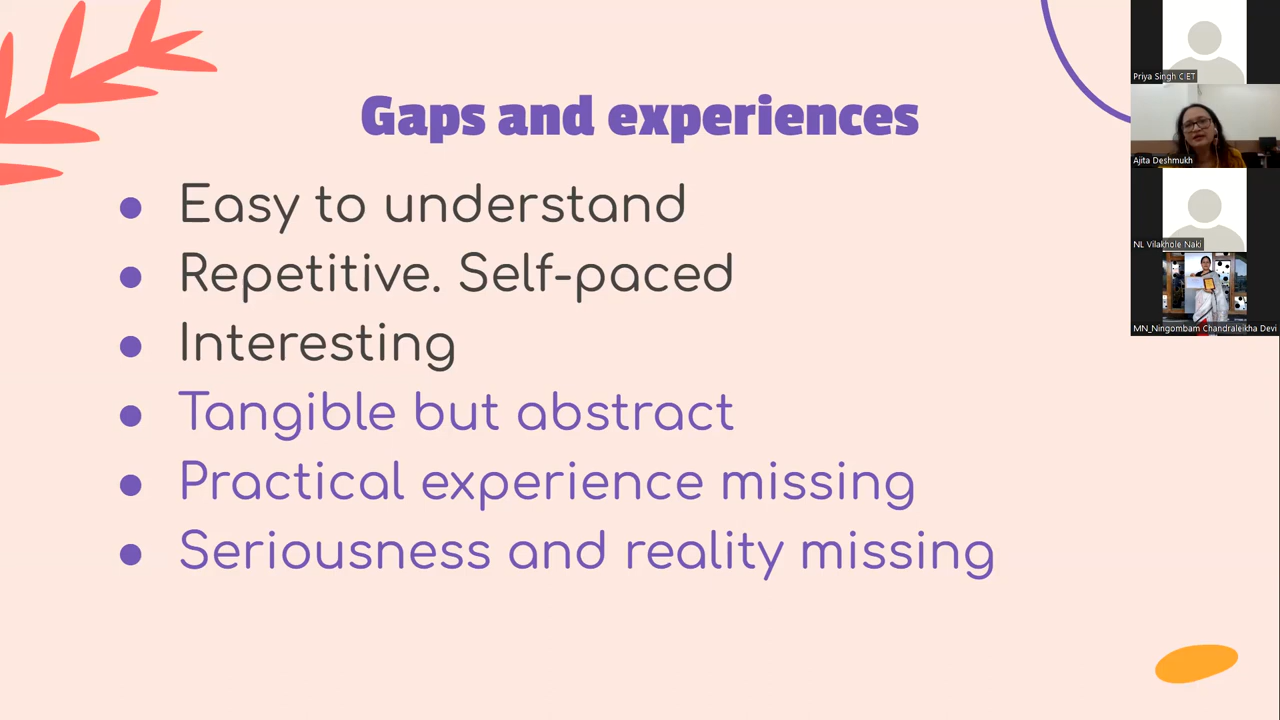 Gaps and experiences
● Easy to understand
● Repetitive. Self-paced
● Interesting
● Tangible but abstract
● Practical experience missing
● Seriousness and reality missing
Priya Singh CIET
Ajita Deshmukh
NL Vilakhole Naki
MN_Ningombam Chandraleikha Devi